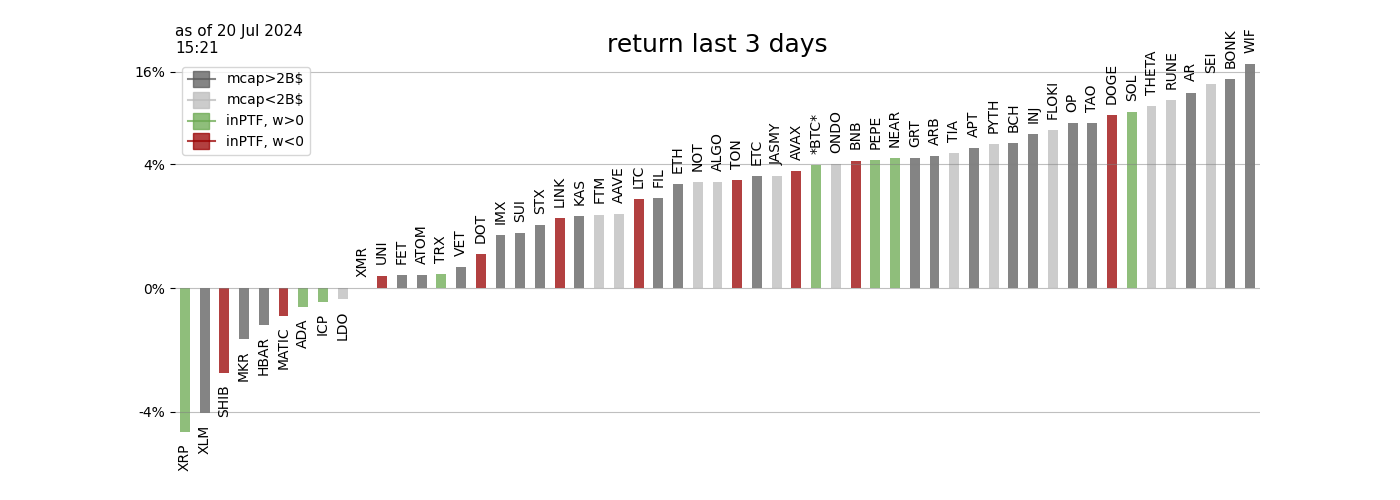 as of 20 Jul 2024
15:21
return last 3 days
mcap>2B$
mcap<2B$
inPTF, w>0
inPTF, w<0
16%
4%
0%
-4%
XRP
XLM
SHIB
MKR
HBAR
MATIC
ADA
ICP
LDO
XMR
UNI
FET
ATOM
TRX
VET
DOT
IMX
SUI
STX
LINK
KAS
FTM
AAVE
LTC
FIL
ETH
NOT
ALGO
TON
ETC
JASMY
AVAX
*BTC*
ONDO
BNB
PEPE
NEAR
GRT
ARB
TIA
APT
PYTH
BCH
INJ
FLOKI
OP
TAO
DOGE
SOL
THETA
RUNE
AR
SEI
BONK
WIF